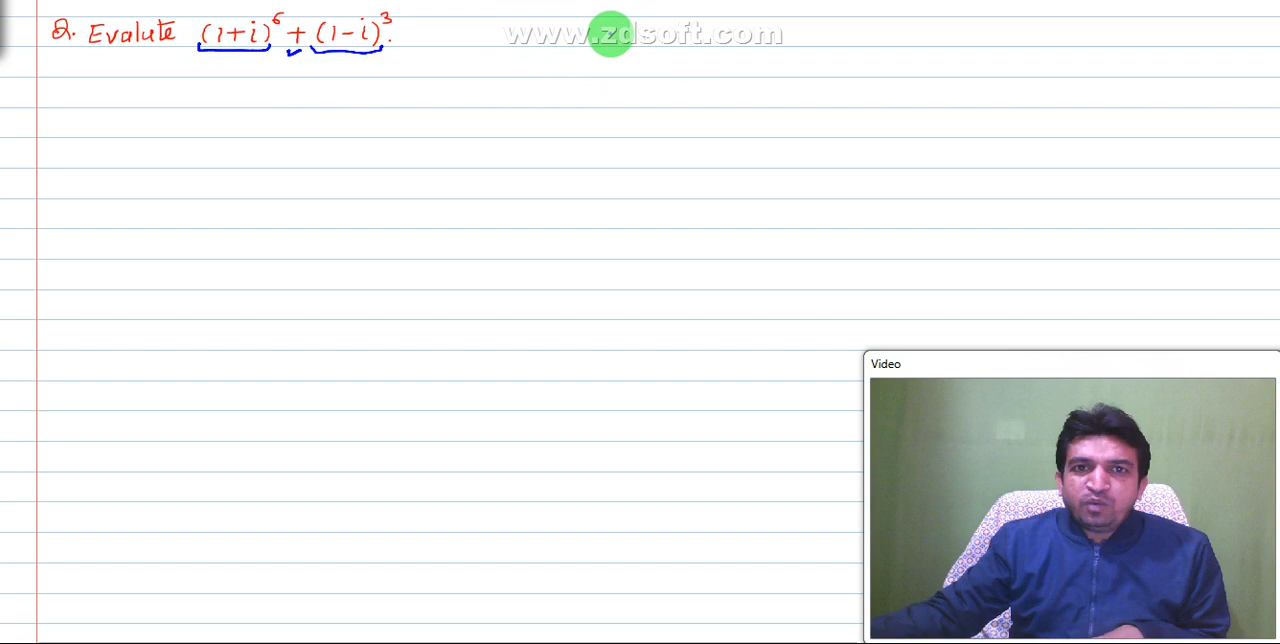 Q. Evalute (1+i)⁶ + (1-i)³.
www.zdsoft.com
Video